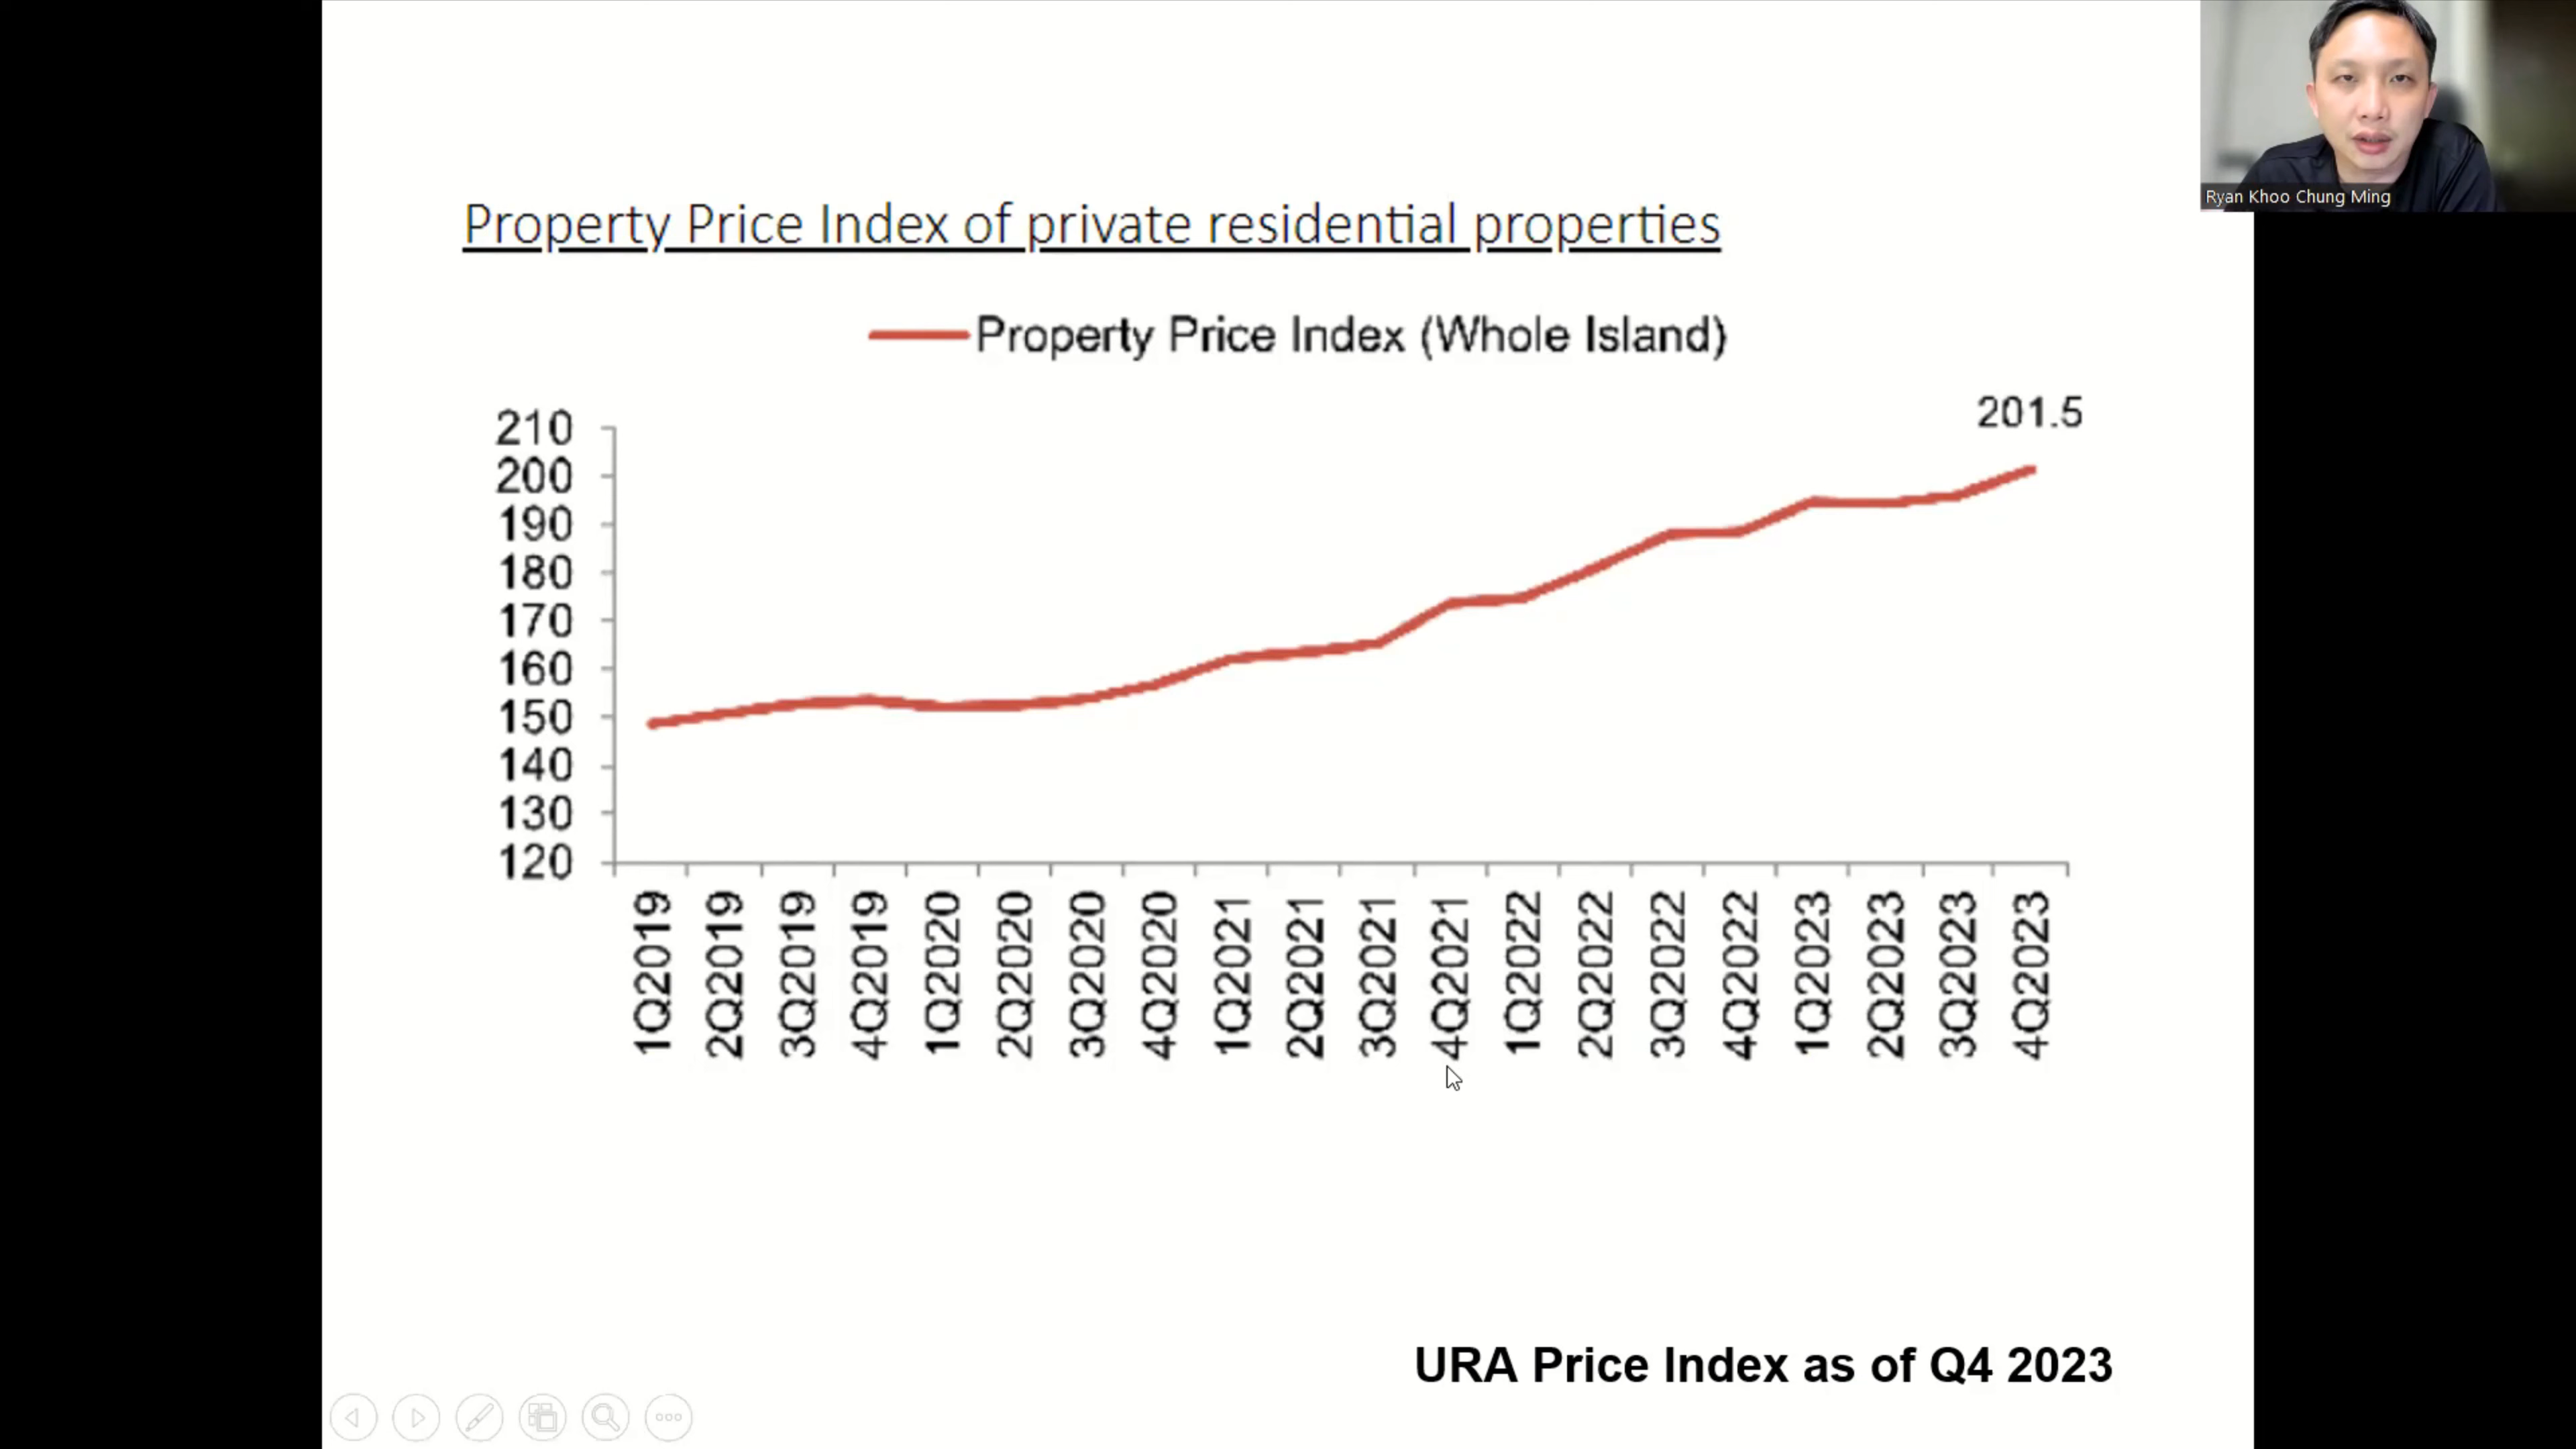 Ryan Khoo Chung Ming
Property Price Index of private residential properties
Property Price Index (Whole Island)
201.5
210
200
190
180
170
160
150
140
130
120
1Q2019
2Q2019
3Q2019
4Q2019
1Q2020
2Q2020
3Q2020
4Q2020
1Q2021
2Q2021
3Q2021
4Q2021
1Q2022
2Q2022
3Q2022
4Q2022
1Q2023
2Q2023
3Q2023
4Q2023
URA Price Index as of Q4 2023